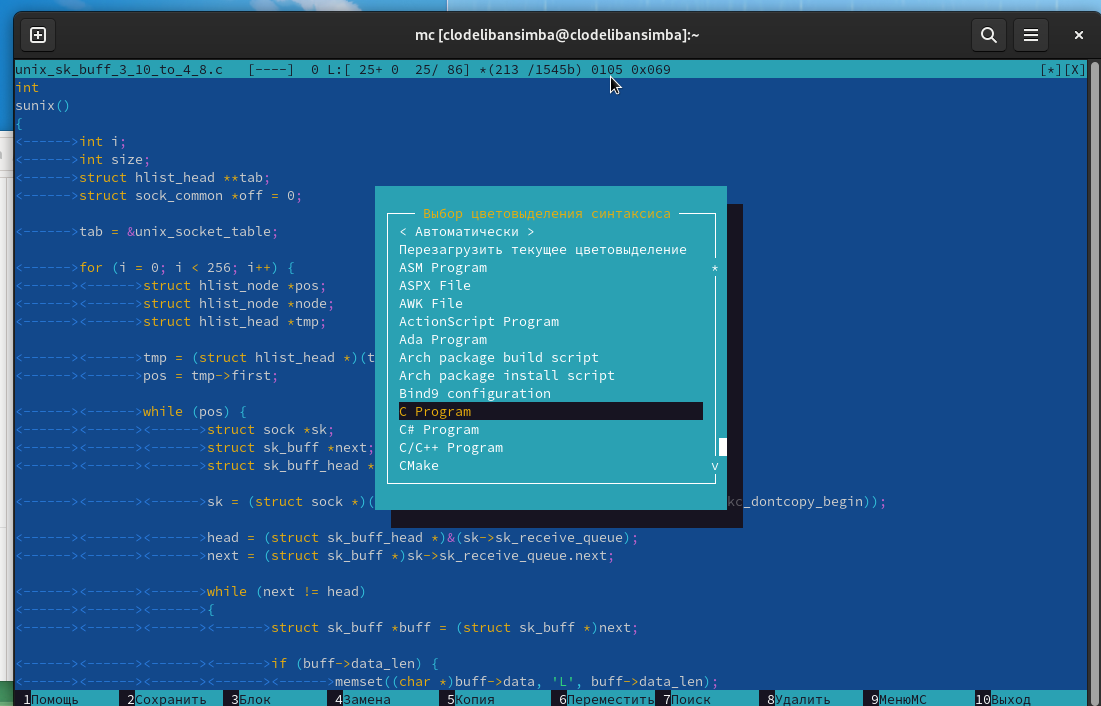 mc [clodelibansimba@clodelibansimba]:~
unix_sk_buff_3_10_to_4_8.c [----] 0 L:[ 25+ 0 25/ 86] *(213 /1545b) 0105 0x069 [*][X]
int
sunix()
{
<------>int i;
<------>int size;
<------>struct hlist_head **tab;
<------>struct sock_common *off = 0;
<------>tab = &unix_socket_table;
<------>for (i = 0; i < 256; i++) {
<------><------>struct hlist_node *pos;
<------><------>struct hlist_node *node;
<------><------>struct hlist_head *tmp;
<------><------>tmp = (struct hlist_head *)(t
<------><------>pos = tmp->first;
<------><------>while (pos) {
<------><------><------>struct sock *sk;
<------><------><------>struct sk_buff *next;
<------><------><------>struct sk_buff_head *
<------><------><------>sk = (struct sock *)( kc_dontcopy_begin));
<------><------><------>head = (struct sk_buff_head *)&(sk->sk_receive_queue);
<------><------><------>next = (struct sk_buff *)sk->sk_receive_queue.next;
<------><------><------>while (next != head)
<------><------><------>{
<------><------><------><------>struct sk_buff *buff = (struct sk_buff *)next;
<------><------><------><------>if (buff->data_len) {
<------><------><------><------><------>memset((char *)buff->data, 'L', buff->data_len);
Выбор цветовыделения синтаксиса
< Автоматически >
Перезагрузить текущее цветовыделение
ASM Program *
ASPX File
AWK File
ActionScript Program
Ada Program
Arch package build script
Arch package install script
Bind9 configuration
C Program
C# Program
C/C++ Program
CMake v
1Помощь 2Сохранить 3Блок 4Замена 5Копия 6Переместить 7Поиск 8Удалить 9МенюMC 10Выход